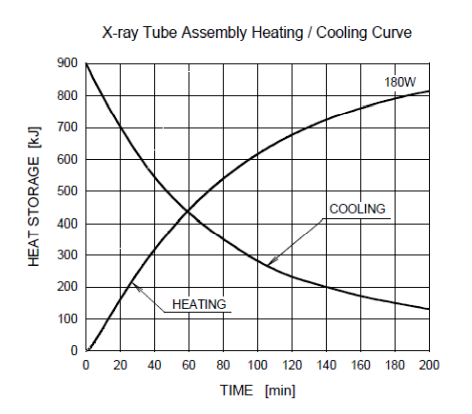 X-ray Tube Assembly Heating / Cooling Curve
900
800
700
600
500
400
300
200
100
0
HEAT STORAGE [kJ]
180W
COOLING
HEATING
0 20 40 60 80 100 120 140 160 180 200
TIME [min]